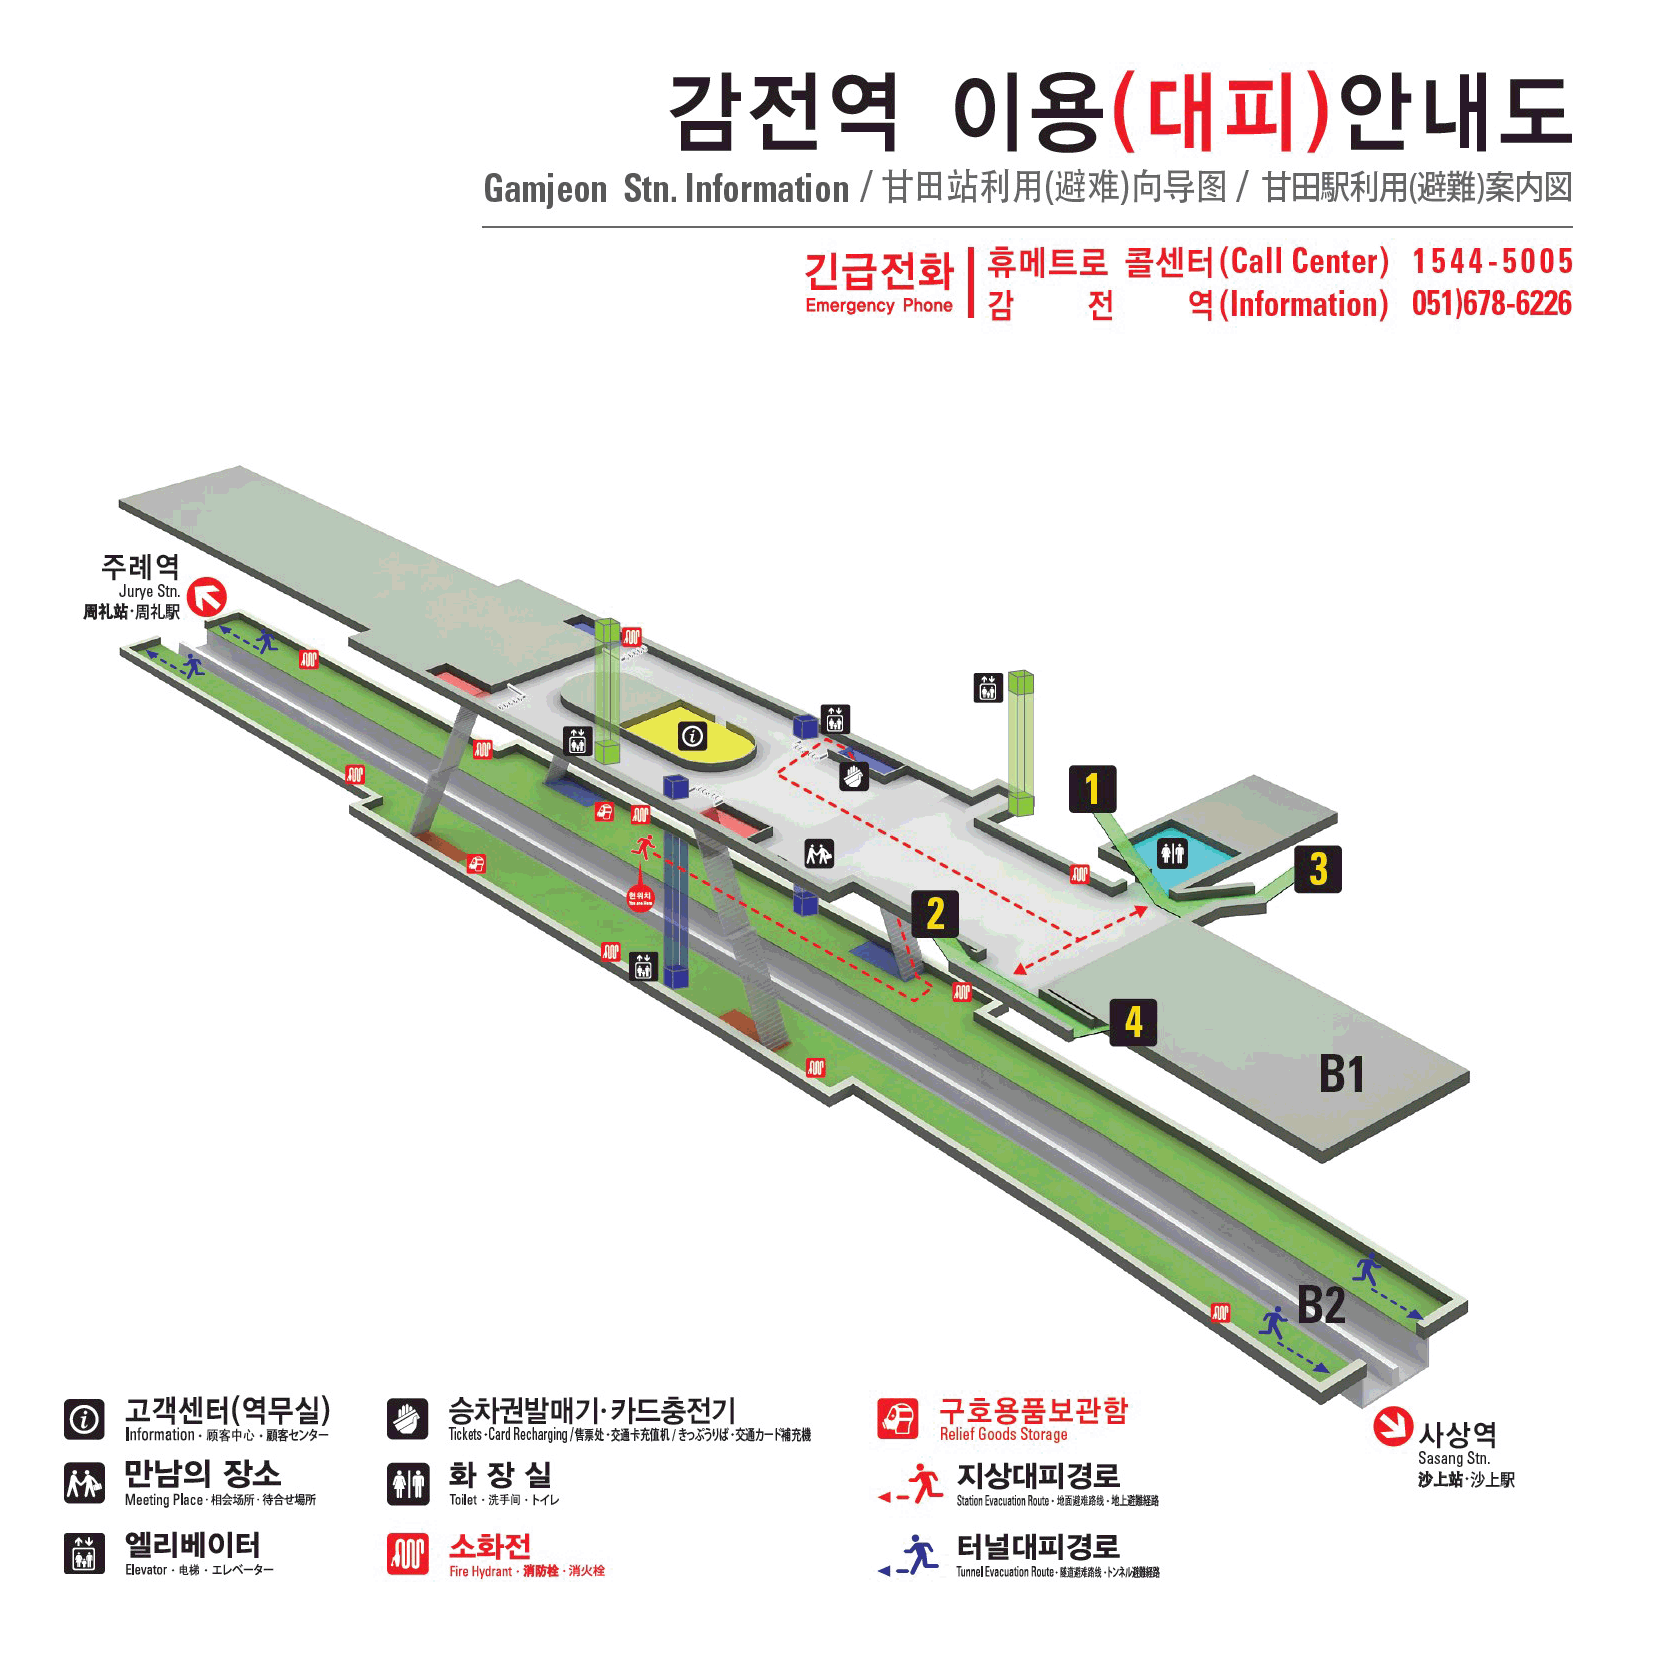 감전역 이용(대피)안내도
Gamjeon Stn. Information / 甘田站利用(避难)向导图 / 甘田駅利用(避難)案内図
긴급전화
Emergency Phone
휴메트로 콜센터(Call Center) 1544-5005
감 전 역(Information) 051)678-6226
주례역
Jurye Stn.
周礼站·周礼駅
현위치
You are Here
1
2
3
4
B1
B2
사상역
Sasang Stn.
沙上站·沙上駅
고객센터(역무실)
Information · 顾客中心 · 顧客センター
만남의 장소
Meeting Place · 相会场所 · 待合せ場所
엘리베이터
Elevator · 电梯 · エレベーター
승차권발매기·카드충전기
Tickets·Card Recharging / 售票处·交通卡充值机 / きっぷうりば·交通カード補充機
화 장 실
Toilet · 洗手间 · トイレ
소화전
Fire Hydrant · 消防栓 · 消火栓
구호용품보관함
Relief Goods Storage
지상대피경로
Station Evacuation Route · 地面避难路线 · 地上避難経路
터널대피경로
Tunnel Evacuation Route · 隧道避难路线 · トンネル避難経路